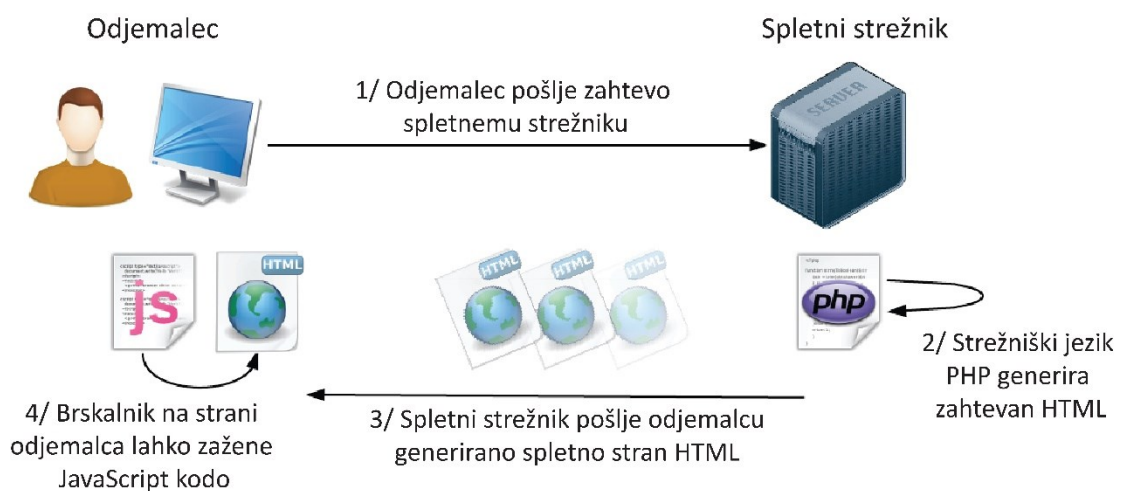 Odjemalec
Spletni strežnik
1/ Odjemalec pošlje zahtevo
spletnemu strežniku
SERVER
js
HTML
HTML
HTML
HTML
php
2/ Strežniški jezik
PHP generira
zahtevan HTML
3/ Spletni strežnik pošlje odjemalcu
generirano spletno stran HTML
4/ Brskalnik na strani
odjemalca lahko zažene
JavaScript kodo